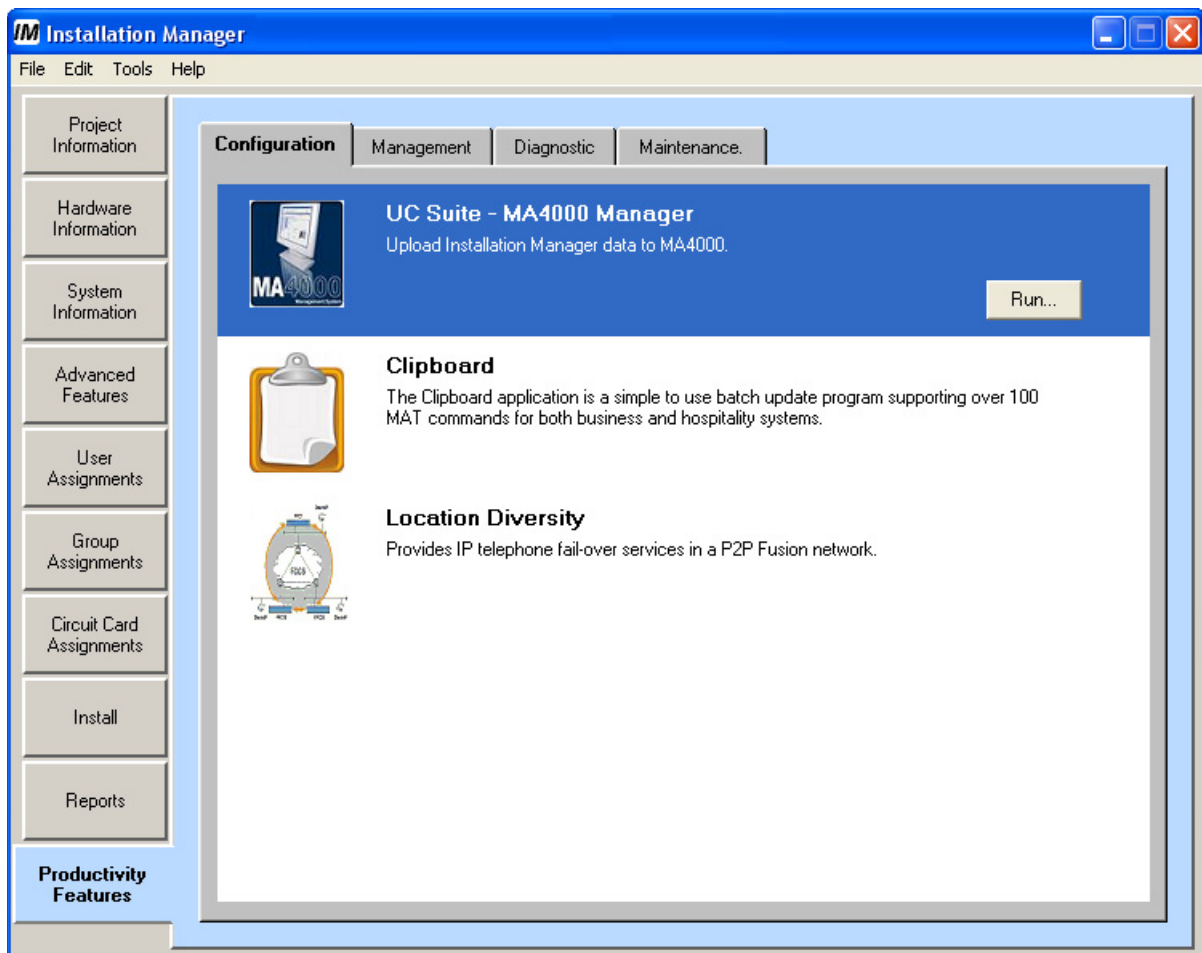 IM Installation Manager
File Edit Tools Help
Project
Information
Hardware
Information
System
Information
Advanced
Features
User
Assignments
Group
Assignments
Circuit Card
Assignments
Install
Reports
Productivity
Features
Configuration Management Diagnostic Maintenance.
MA4000
UC Suite - MA4000 Manager
Upload Installation Manager data to MA4000.
Run...
Clipboard
The Clipboard application is a simple to use batch update program supporting over 100
MAT commands for both business and hospitality systems.
Location Diversity
Provides IP telephone fail-over services in a P2P Fusion network.